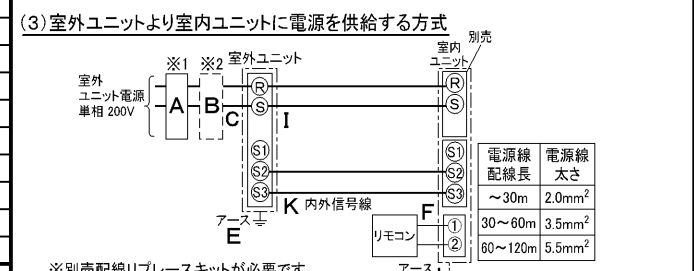 (3)室外ユニットより室内ユニットに電源を供給する方式
※1 ※2 室外ユニット
室内
ユニット
別売
室外
ユニット電源
単相 200V
A B C I
R R
S S
S1 S1
S2 S2
S3 S3
K 内外信号線
アース
E
F
リモコン
①
②
アース
電源線
配線長
電源線
太さ
～30m 2.0mm²
30～60m 3.5mm²
60～120m 5.5mm²
※別売配線リプレースキットが必要です